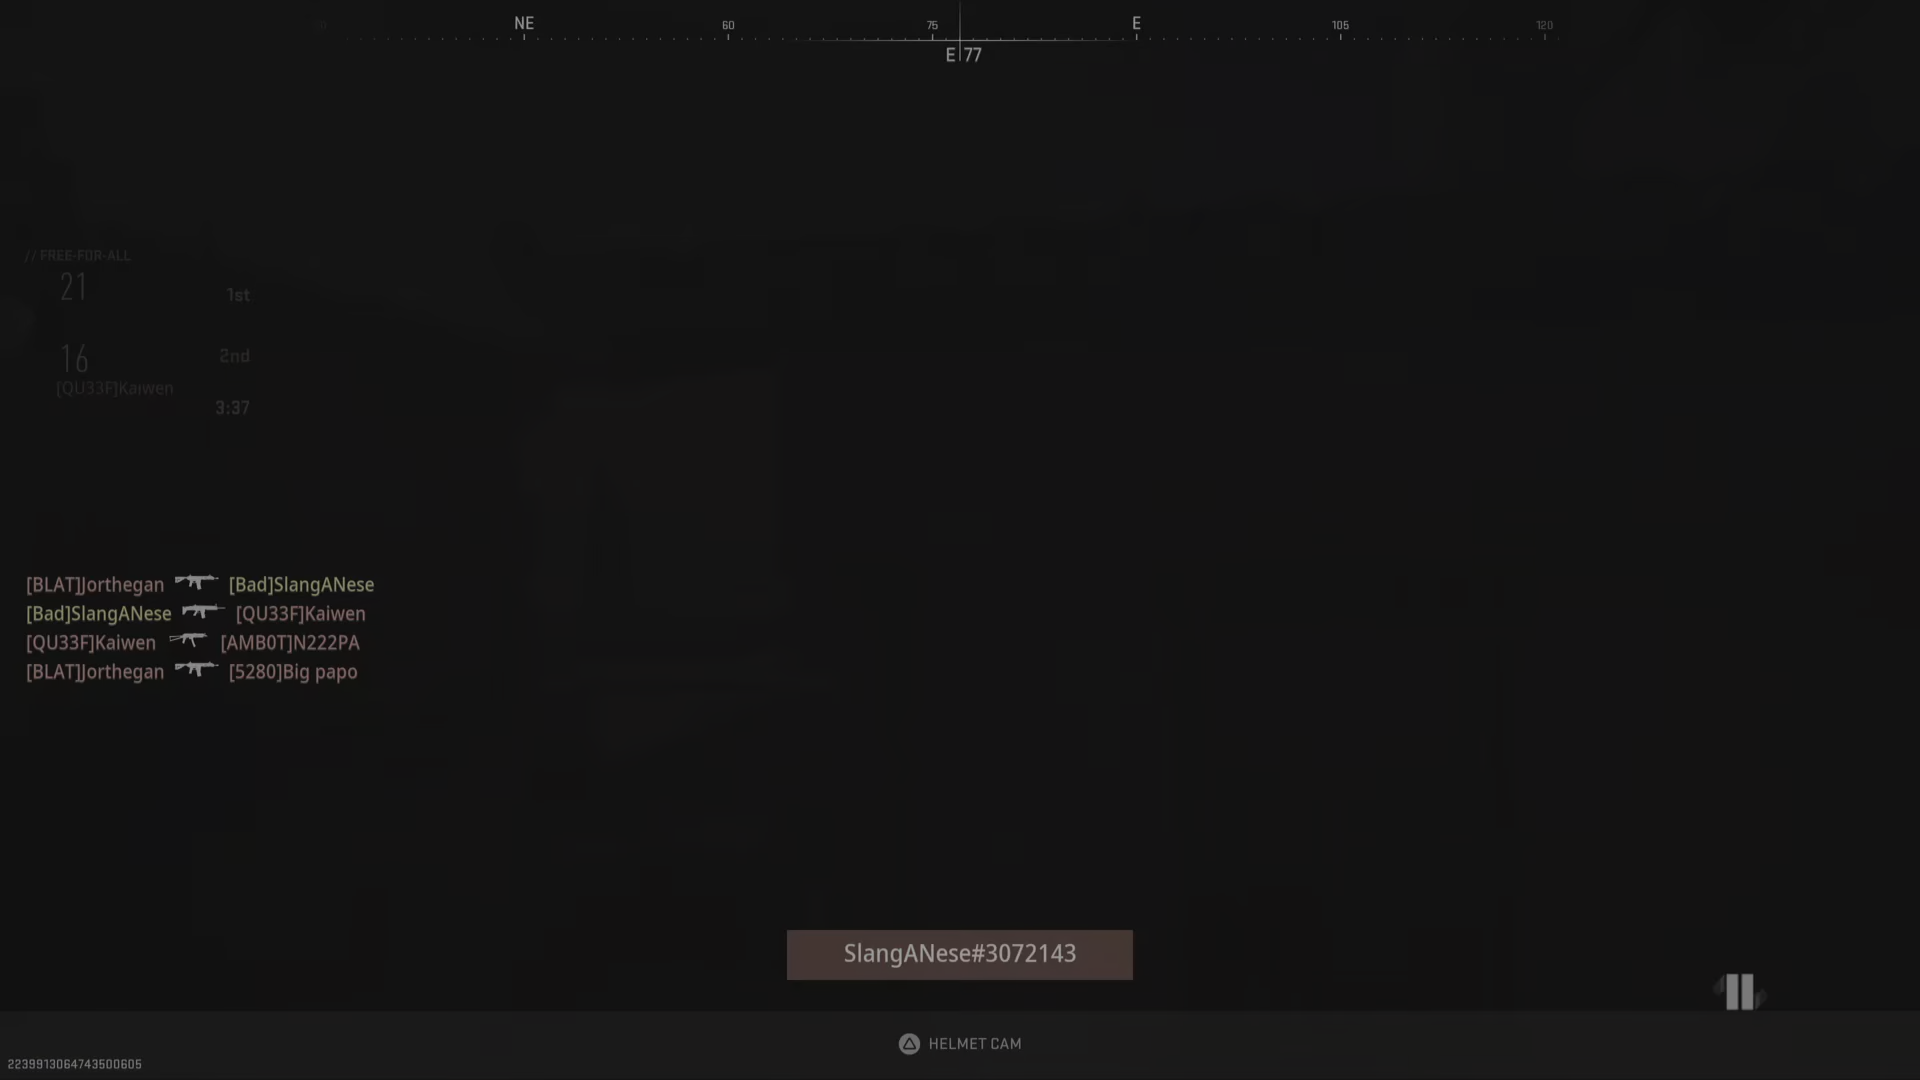 NE 60 75 E 105 120
E 77
// FREE-FOR-ALL
21 1st
16 2nd
[QU33F]Kaiwen
3:37
[BLAT]Jorthegan [Bad]SlangANese
[Bad]SlangANese [QU33F]Kaiwen
[QU33F]Kaiwen [AMB0T]N222PA
[BLAT]Jorthegan [5280]Big papo
SlangANese#3072143
HELMET CAM
2239913064743500605